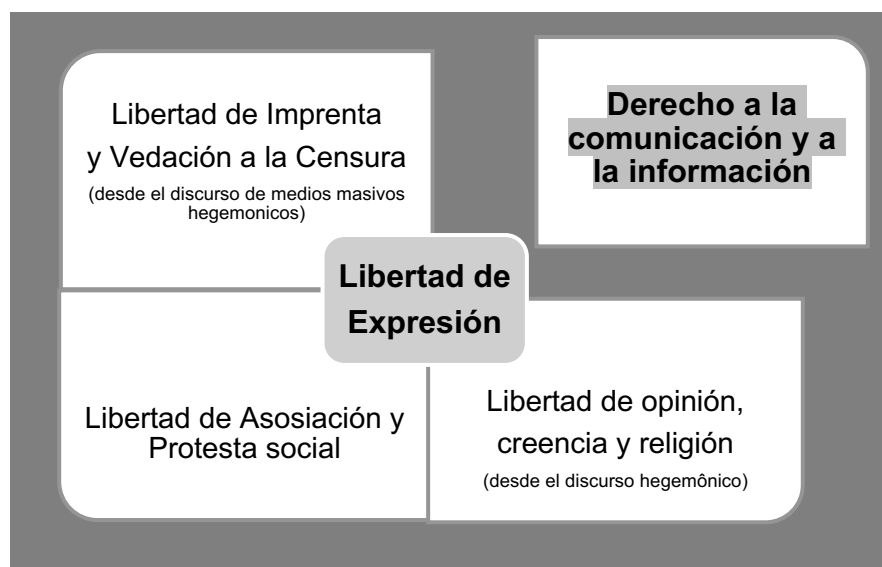 Libertad de Imprenta
y Vedación a la Censura
(desde el discurso de medios masivos
hegemonicos)
Derecho a la
comunicación y a
la información
Libertad de
Expresión
Libertad de Asosiación y
Protesta social
Libertad de opinión,
creencia y religión
(desde el discurso hegemônico)